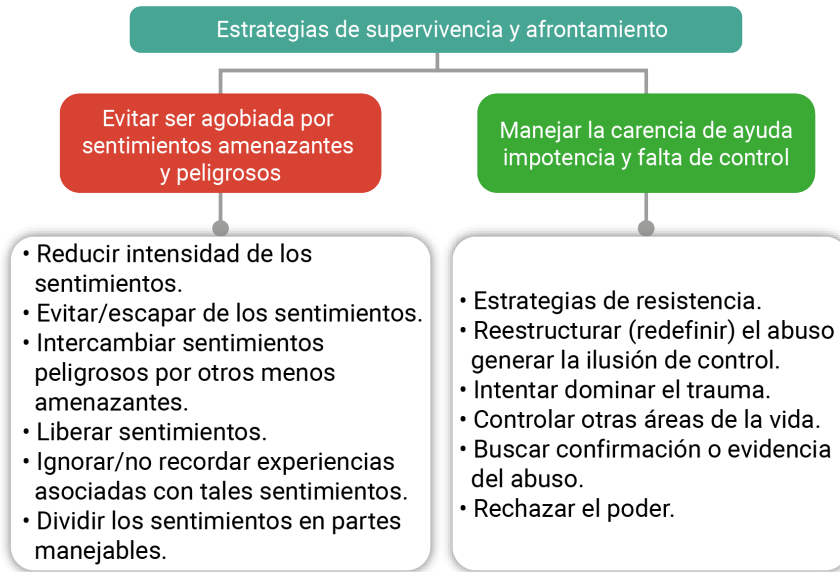 Estrategias de supervivencia y afrontamiento
Evitar ser agobiada por
sentimientos amenazantes
y peligrosos
Manejar la carencia de ayuda
impotencia y falta de control
• Reducir intensidad de los
sentimientos.
• Evitar/escapar de los sentimientos.
• Intercambiar sentimientos
peligrosos por otros menos
amenazantes.
• Liberar sentimientos.
• Ignorar/no recordar experiencias
asociadas con tales sentimientos.
• Dividir los sentimientos en partes
manejables.
• Estrategias de resistencia.
• Reestructurar (redefinir) el abuso
generar la ilusión de control.
• Intentar dominar el trauma.
• Controlar otras áreas de la vida.
• Buscar confirmación o evidencia
del abuso.
• Rechazar el poder.